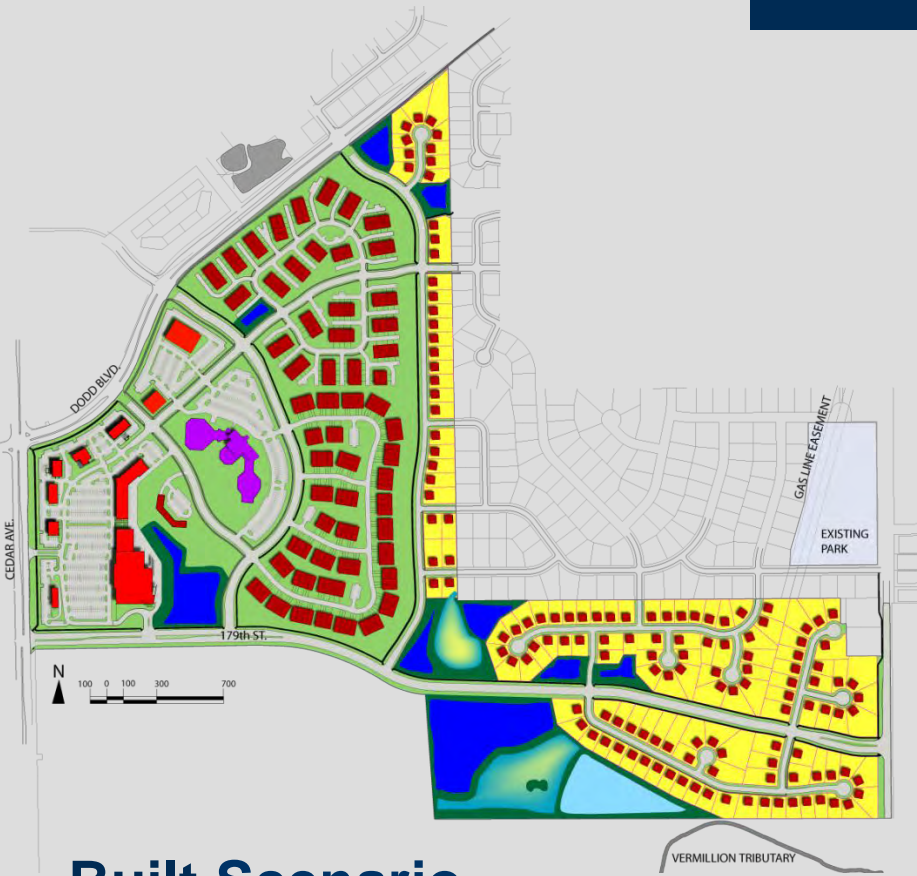 DODD BLVD.
GAS LINE EASEMENT
EXISTING
PARK
CEDAR AVE.
179th ST.
N
100 0 100 300 700
VERMILLION TRIBUTARY
Built Scenario